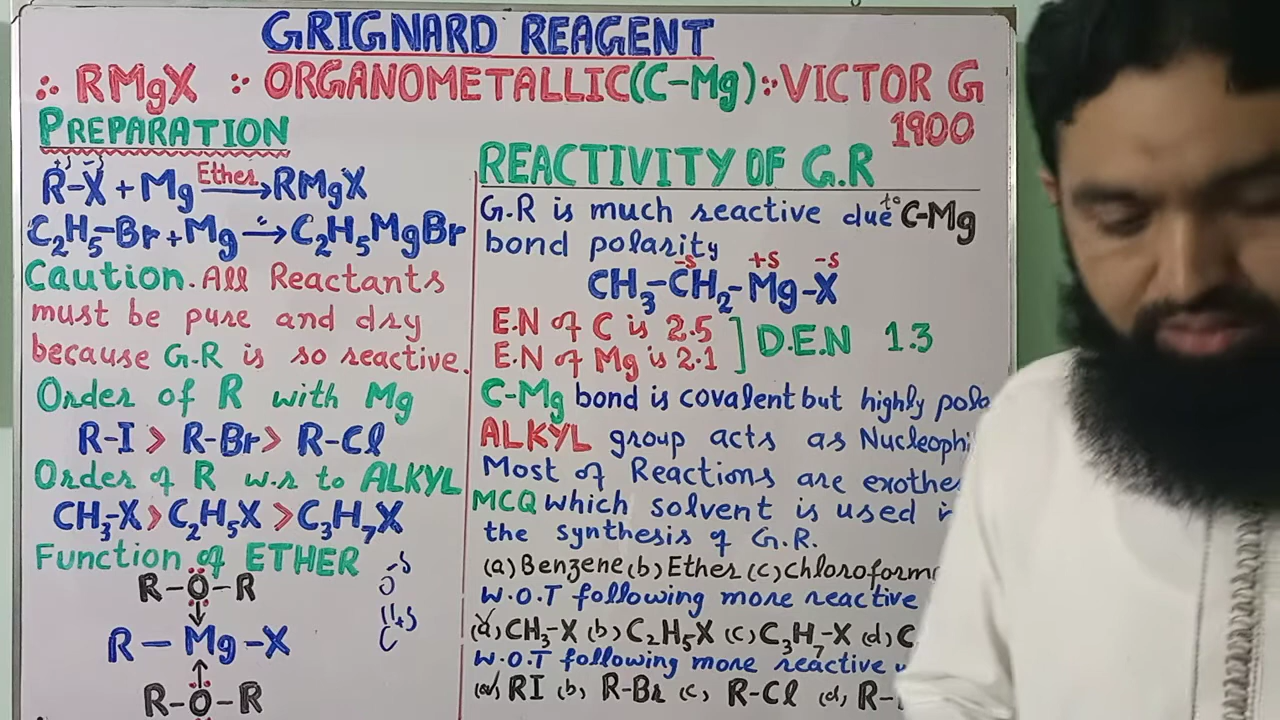 GRIGNARD REAGENT
∴ RMgX :- ORGANOMETALLIC(C-Mg):-VICTOR G
1900
PREPARATION
+δ -δ
R-X + Mg Ether → RMgX
C₂H₅-Br + Mg → C₂H₅MgBr
Caution. All Reactants
must be pure and dry
because G.R is so reactive.
Order of R with Mg
R-I > R-Br > R-Cl
Order of R w.r to ALKYL
CH₃-X > C₂H₅X > C₃H₇X
Function of ETHER
R-O-R
R-Mg-X
R-O-R
-δ
O
||+δ
C
REACTIVITY OF G.R
G.R is much reactive due to C-Mg
bond polarity
-δ +δ -δ
CH₃-CH₂-Mg-X
E.N of C is 2.5
E.N of Mg is 2.1 ] D.E.N 1.3
C-Mg bond is covalent but highly
ALKYL group acts as
Most of Reactions are
MCQ which solvent is used
the synthesis of G.R.
(a) Benzene (b) Ether (c) chloroform
W.O.T following more reactive
(a) CH₃-X (b) C₂H₅X (c) C₃H₇-X (d)
W.O.T following more reactive
(a) RI (b) R-Br (c) R-Cl (d) R-